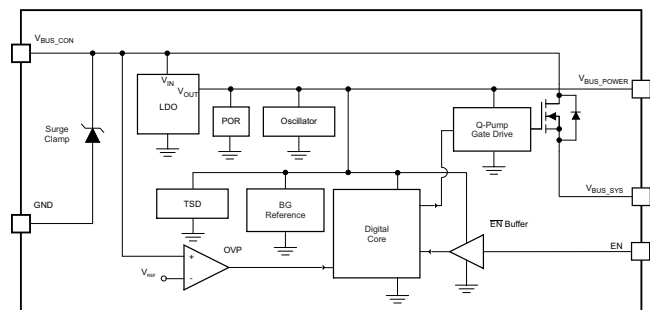 VBUS_CON
VIN
VOUT
LDO
POR
Oscillator
Q-Pump
Gate Drive
VBUS_POWER
Surge
Clamp
GND
TSD
BG
Reference
Digital
Core
VBUS_SYS
EN Buffer
EN
OVP
+
VREF
-